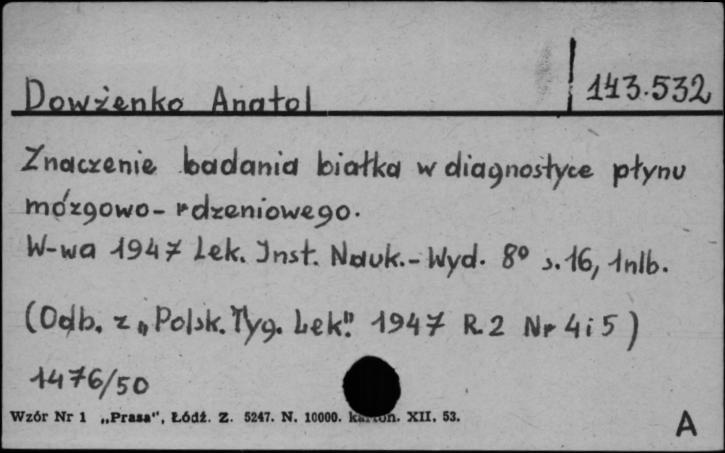 Dowżenko Anatol 143.532
Znaczenie badania białka w diagnostyce płynu
mózgowo-rdzeniowego.
W-wa 1947 Lek. Inst. Nauk.-Wyd. 8° s. 16, 1nlb.
(Odb. z „Polsk. Tyg. Lek." 1947 R. 2 Nr 4 i 5)
1476/50
Wzór Nr 1 „Prasa", Łódź. Z. 5247. N. 10000. karton. XII. 53.
A